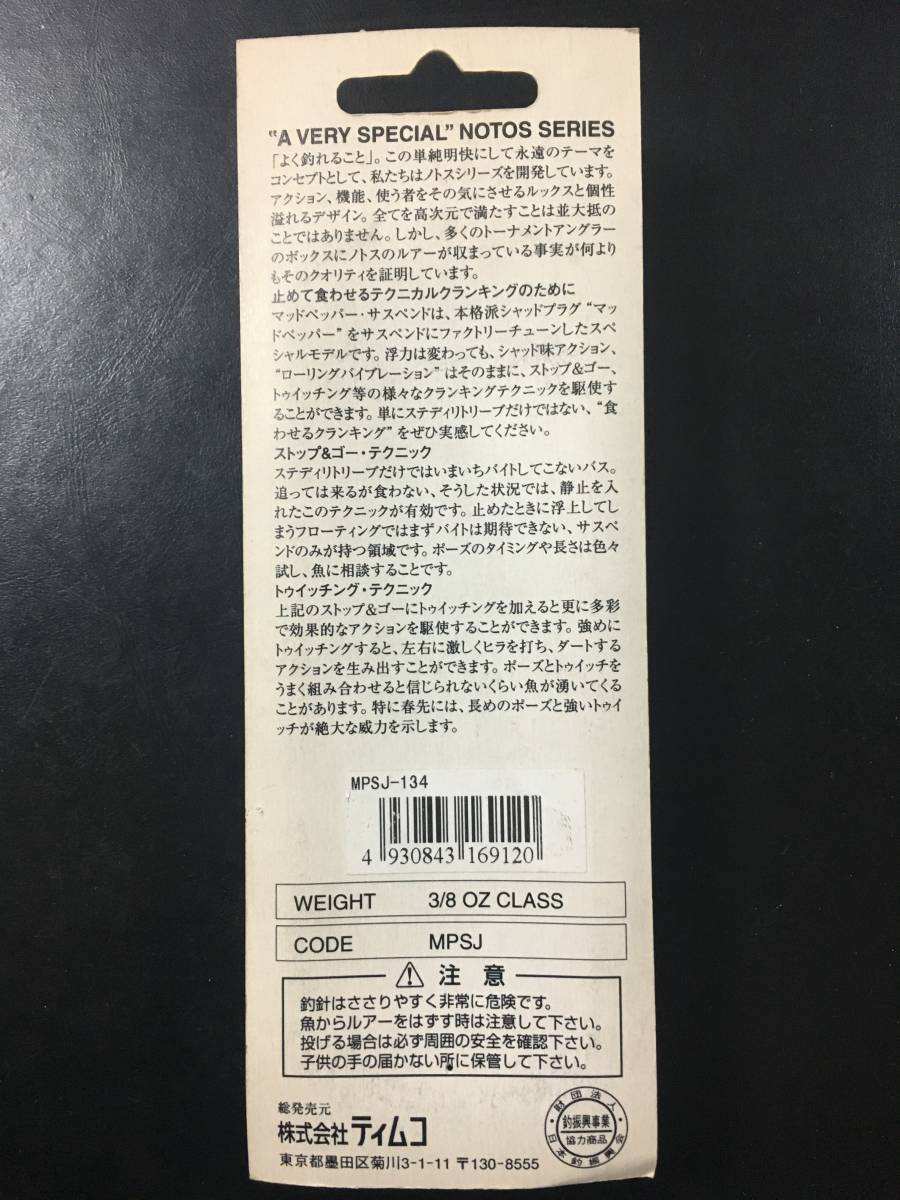 “A VERY SPECIAL” NOTOS SERIES
「よく釣れること」。この単純明快にして永遠のテーマを
コンセプトとして、私たちはノトスシリーズを開発しています。
アクション、機能、使う者をその気にさせるルックスと個性
溢れるデザイン。全てを高次元で満たすことは並大抵の
ことではありません。しかし、多くのトーナメントアングラー
のボックスにノトスのルアーが収まっている事実が何より
もそのクオリティを証明しています。
止めて食わせるテクニカルクランキングのために
マッドペッパー・サスペンドは、本格派シャッドプラグ“マッ
ドペッパー”をサスペンドにファクトリーチューンしたスペ
シャルモデルです。浮力は変わっても、シャッド味アクション、
“ローリングバイブレーション”はそのままに、ストップ&ゴー、
トゥイッチング等の様々なクランキングテクニックを駆使す
ることができます。単にステディリトリーブだけではない、“食
わせるクランキング”をぜひ実感してください。
ストップ&ゴー・テクニック
ステディリトリーブだけではいまいちバイトしてこないバス。
追っては来るが食わない、そうした状況では、静止を入
れたこのテクニックが有効です。止めたときに浮上してし
まうフローティングではまずバイトは期待できない、サスペ
ンドのみが持つ領域です。ポーズのタイミングや長さは色々
試し、魚に相談することです。
トゥイッチング・テクニック
上記のストップ&ゴーにトゥイッチングを加えると更に多彩
で効果的なアクションを駆使することができます。強めに
トゥイッチングすると、左右に激しくヒラを打ち、ダートする
アクションを生み出すことができます。ポーズとトゥイッチを
うまく組み合わせると信じられないくらい魚が湧いてくる
ことがあります。特に春先には、長めのポーズと強いトゥイ
ッチが絶大な威力を示します。
MPSJ-134
4 930843 169120
WEIGHT 3/8 OZ CLASS
CODE MPSJ
注意
釣針はささりやすく非常に危険です。
魚からルアーをはずす時は注意して下さい。
投げる場合は必ず周囲の安全を確認下さい。
子供の手の届かない所に保管して下さい。
総発売元
株式会社ティムコ
東京都墨田区菊川3-1-11 〒130-8555
財団法人
釣振興事業
協力商品
日本釣振興会